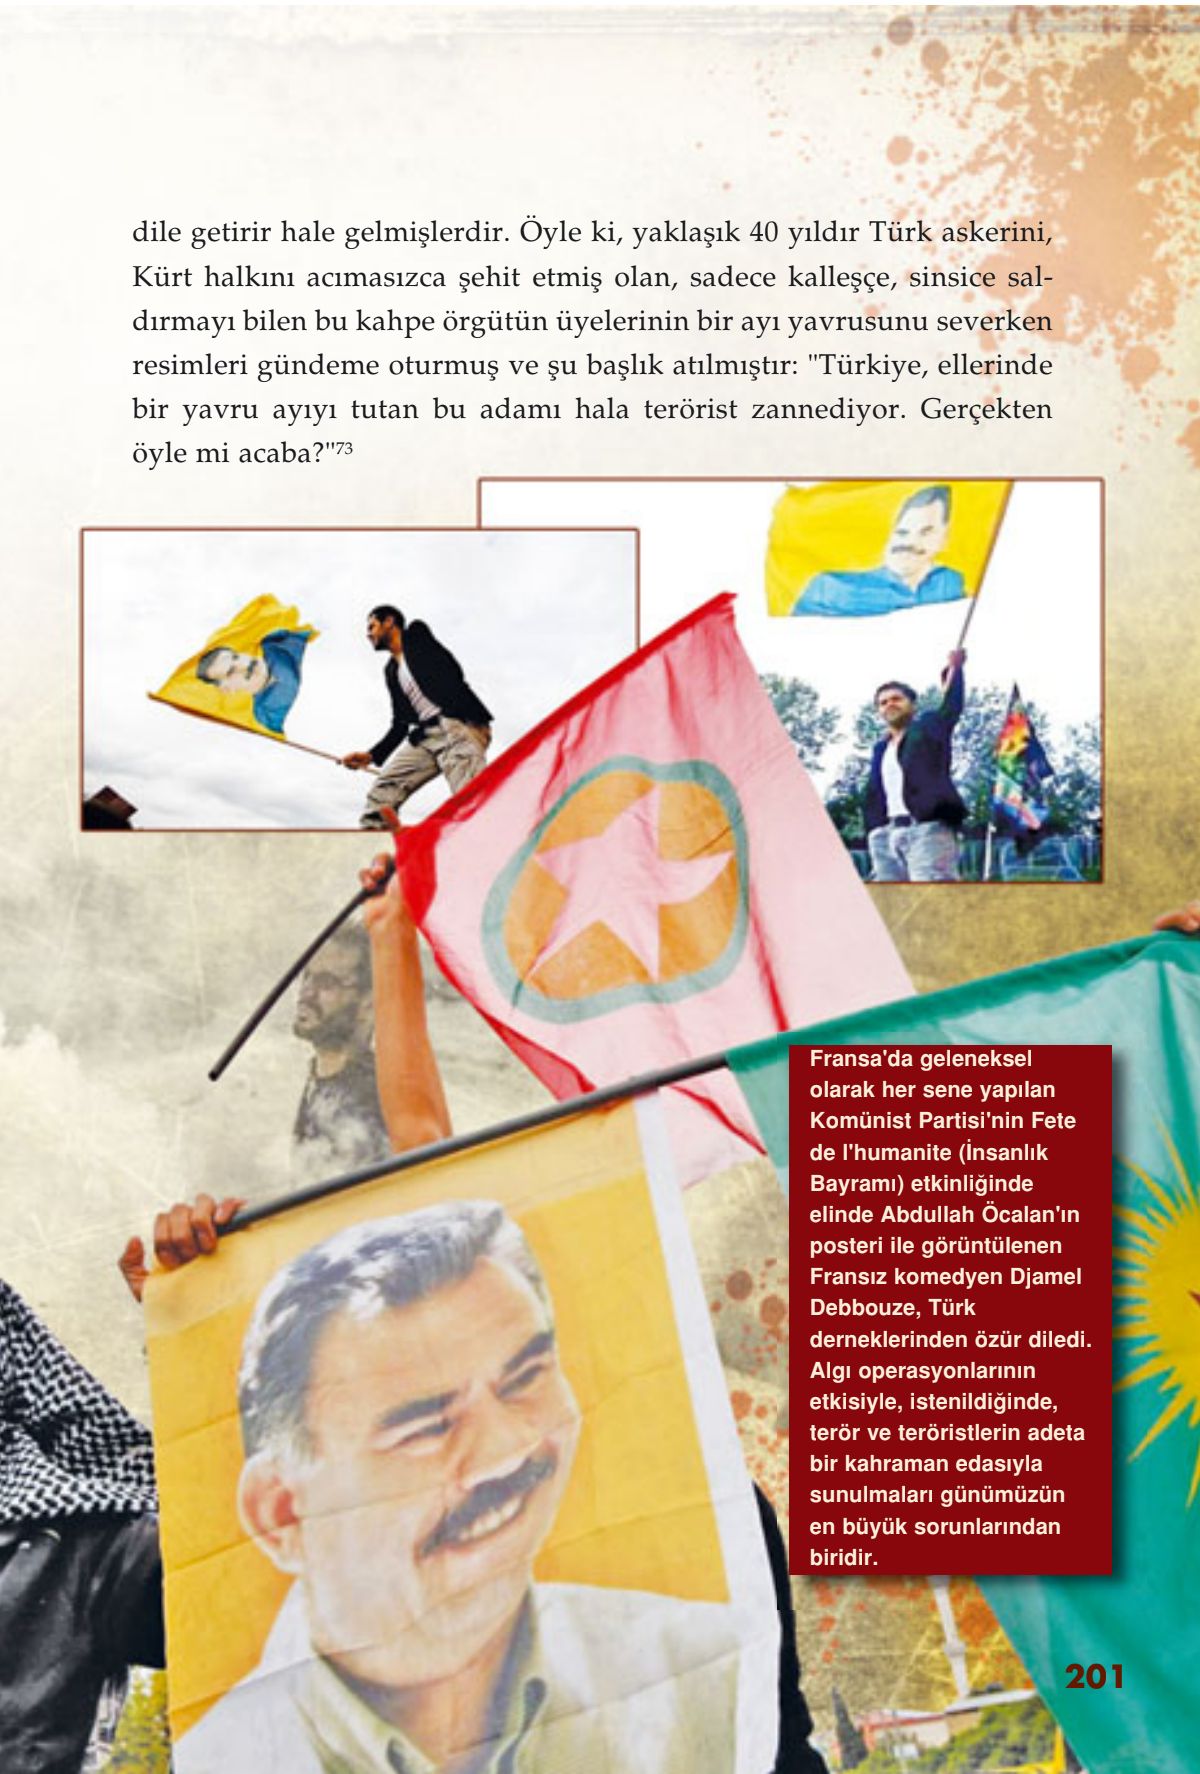 dile getirir hale gelmişlerdir. Öyle ki, yaklaşık 40 yıldır Türk askerini,
Kürt halkını acımasızca şehit etmiş olan, sadece kalleşçe, sinsice sal-
dırmayı bilen bu kahpe örgütün üyelerinin bir ayı yavrusunu severken
resimleri gündeme oturmuş ve şu başlık atılmıştır: "Türkiye, ellerinde
bir yavru ayıyı tutan bu adamı hala terörist zannediyor. Gerçekten
öyle mi acaba?"73
Fransa'da geleneksel
olarak her sene yapılan
Komünist Partisi'nin Fete
de l'humanite (İnsanlık
Bayramı) etkinliğinde
elinde Abdullah Öcalan'ın
posteri ile görüntülenen
Fransız komedyen Djamel
Debbouze, Türk
derneklerinden özür diledi.
Algı operasyonlarının
etkisiyle, istenildiğinde,
terör ve teröristlerin adeta
bir kahraman edasıyla
sunulmaları günümüzün
en büyük sorunlarından
biridir.
201